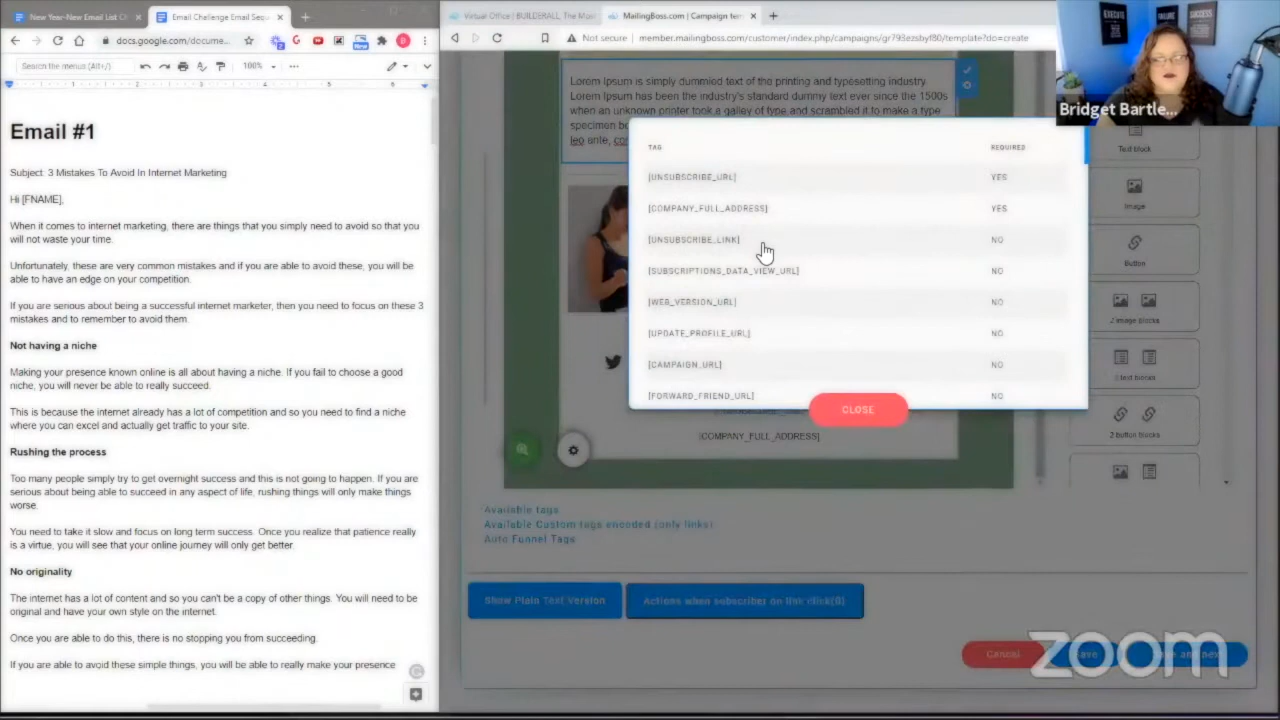 New Year-New Email List C
Email Challenge Email Sequ
docs.google.com/docume...
Search the menus (Alt+/)
100%
Email #1
Subject: 3 Mistakes To Avoid In Internet Marketing
Hi [FNAME],
When it comes to internet marketing, there are things that you simply need to avoid so that you
will not waste your time.
Unfortunately, these are very common mistakes and if you are able to avoid these, you will be
able to have an edge on your competition.
If you are serious about being a successful internet marketer, then you need to focus on these 3
mistakes and to remember to avoid them.
Not having a niche
Making your presence known online is all about having a niche. If you fail to choose a good
niche, you will never be able to really succeed.
This is because the internet already has a lot of competition and so you need to find a niche
where you can excel and actually get traffic to your site.
Rushing the process
Too many people simply try to get overnight success and this is not going to happen. If you are
serious about being able to succeed in any aspect of life, rushing things will only make things
worse.
You need to take it slow and focus on long term success. Once you realize that patience really
is a virtue, you will see that your online journey will only get better.
No originality
The internet has a lot of content and so you can't be a copy of other things. You will need to be
original and have your own style on the internet.
Once you are able to do this, there is no stopping you from succeeding.
If you are able to avoid these simple things, you will be able to really make your presence
Virtual Office | BUILDERALL_The Mos
MailingBoss.com | Campaign tem
Not secure member.mailingboss.com/customer/index.php/campaigns/gr793ezsbyf80/template?do=create
EXECUTE
FAILURE
SUCCESS
Bridget Bartle...
Lorem Ipsum is simply dummied text of the printing and typesetting industry.
Lorem Ipsum has been the industry's standard dummy text ever since the 1500s
when an unknown printer took a galley of type and scrambled it to make a type
specimen bo
leo ante, con
TAG REQUIRED
[UNSUBSCRIBE_URL] YES
[COMPANY_FULL_ADDRESS] YES
[UNSUBSCRIBE_LINK] NO
[SUBSCRIPTIONS_DATA_VIEW_URL] NO
[WEB_VERSION_URL] NO
[UPDATE_PROFILE_URL] NO
[CAMPAIGN_URL] NO
[FORWARD_FRIEND_URL] NO
CLOSE
[COMPANY_FULL_ADDRESS]
Text block
Image
Button
2 image blocks
2 text blocks
2 button blocks
Available tags
Available Custom tags encoded (only links)
Auto Funnel Tags
Show Plain Text Version
Actions when subscriber on link click(0)
Cancel
Save
Save and next
zoom